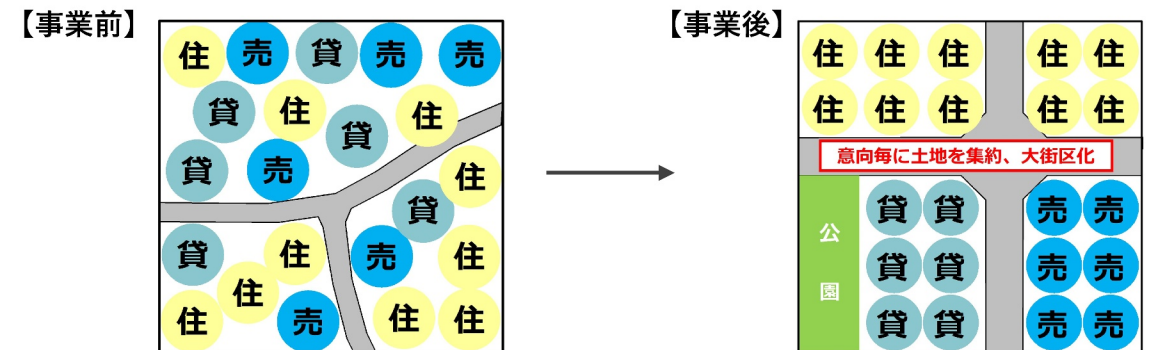 【事業前】
住 売 貸 売 売
貸 住 貸 住
貸 売 住
貸
貸 住 売 住
住
住 売 住 住
【事業後】
住 住 住 住 住
住 住 住 住 住
意向毎に土地を集約、大街区化
公園
貸 貸 売 売
貸 貸 売 売
貸 貸 売 売